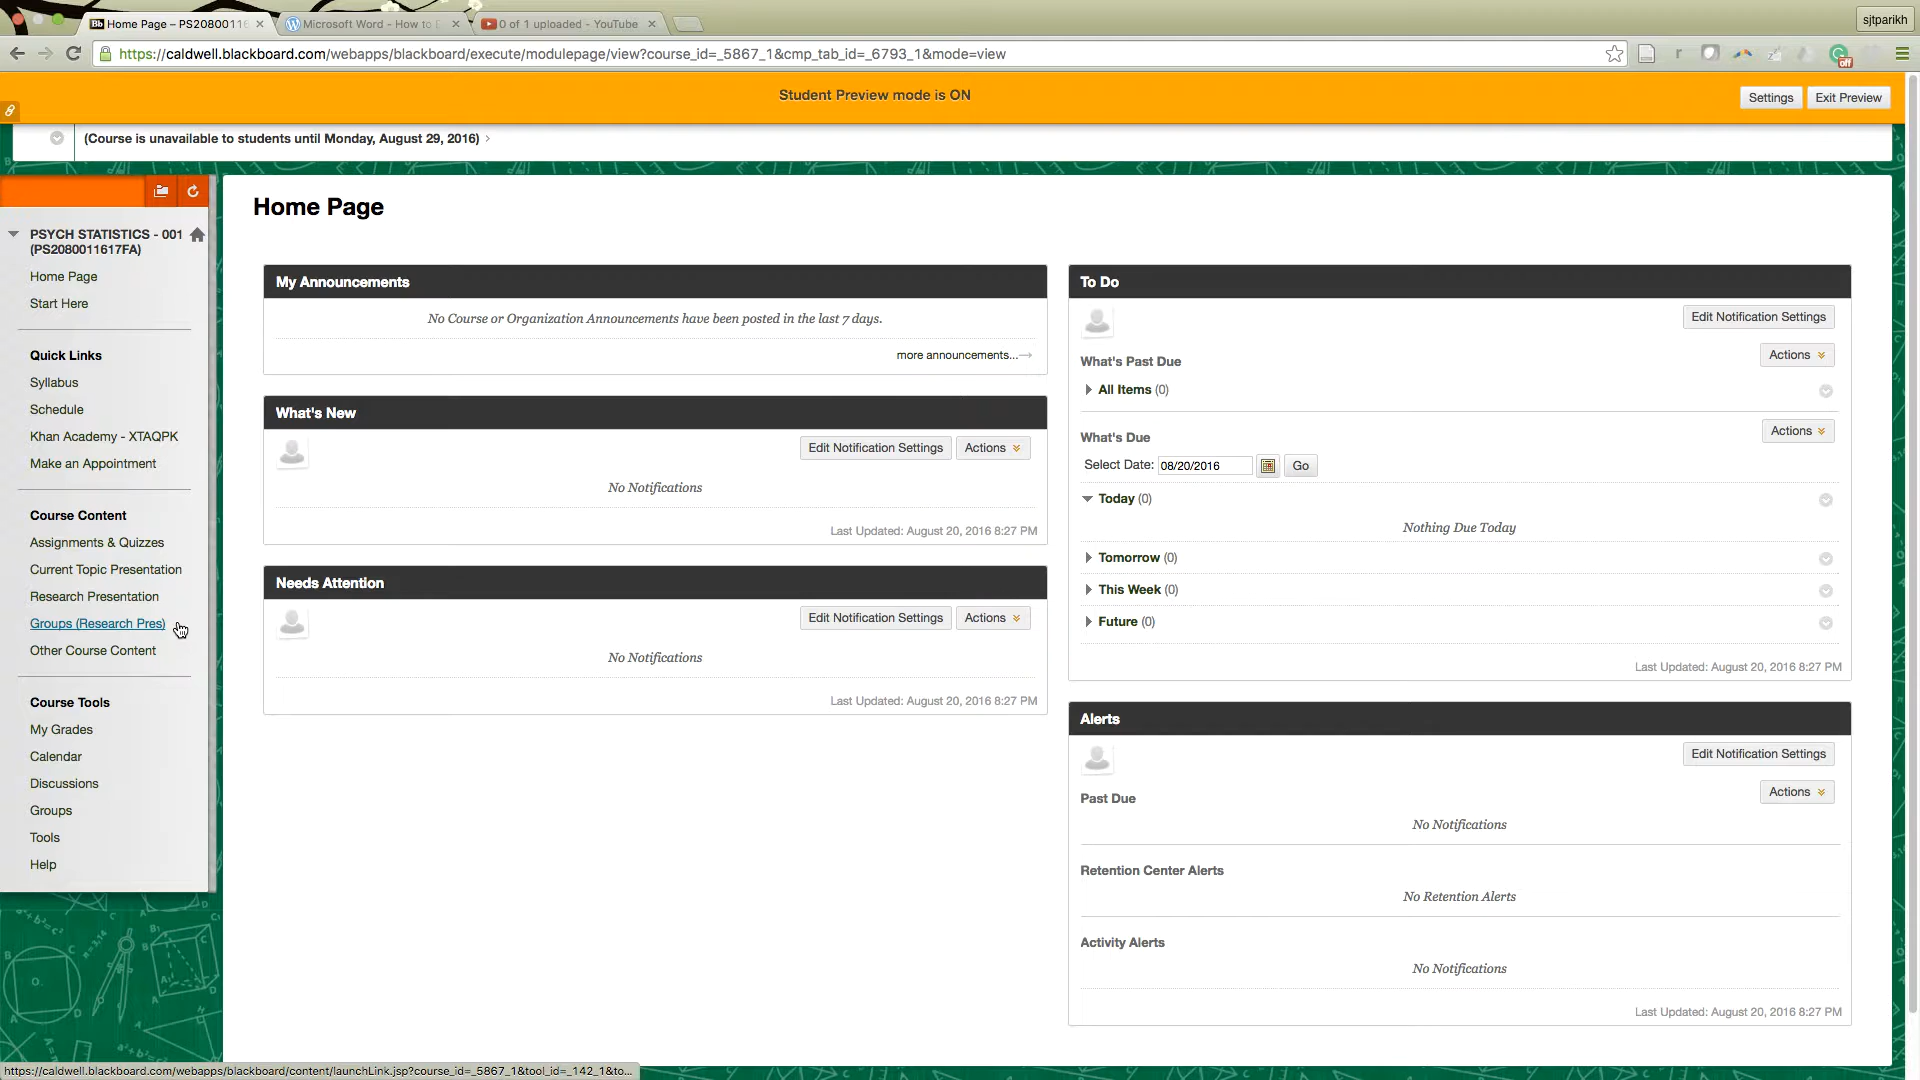 Home Page – PS2080011
Microsoft Word - How to
0 of 1 uploaded - YouTube
sjtparikh
https://caldwell.blackboard.com/webapps/blackboard/execute/modulepage/view?course_id=_5867_1&cmp_tab_id=_6793_1&mode=view
off
Student Preview mode is ON
Settings
Exit Preview
(Course is unavailable to students until Monday, August 29, 2016)
PSYCH STATISTICS - 001
(PS2080011617FA)
Home Page
Start Here
Quick Links
Syllabus
Schedule
Khan Academy - XTAQPK
Make an Appointment
Course Content
Assignments & Quizzes
Current Topic Presentation
Research Presentation
Groups (Research Pres)
Other Course Content
Course Tools
My Grades
Calendar
Discussions
Groups
Tools
Help
Home Page
My Announcements
No Course or Organization Announcements have been posted in the last 7 days.
more announcements...
What's New
Edit Notification Settings
Actions
No Notifications
Last Updated: August 20, 2016 8:27 PM
Needs Attention
Edit Notification Settings
Actions
No Notifications
Last Updated: August 20, 2016 8:27 PM
To Do
Edit Notification Settings
What's Past Due
Actions
All Items (0)
What's Due
Actions
Select Date: 08/20/2016 Go
Today (0)
Nothing Due Today
Tomorrow (0)
This Week (0)
Future (0)
Last Updated: August 20, 2016 8:27 PM
Alerts
Edit Notification Settings
Past Due
Actions
No Notifications
Retention Center Alerts
No Retention Alerts
Activity Alerts
No Notifications
Last Updated: August 20, 2016 8:27 PM
https://caldwell.blackboard.com/webapps/blackboard/content/launchLink.jsp?course_id=_5867_1&tool_id=_142_1&to...